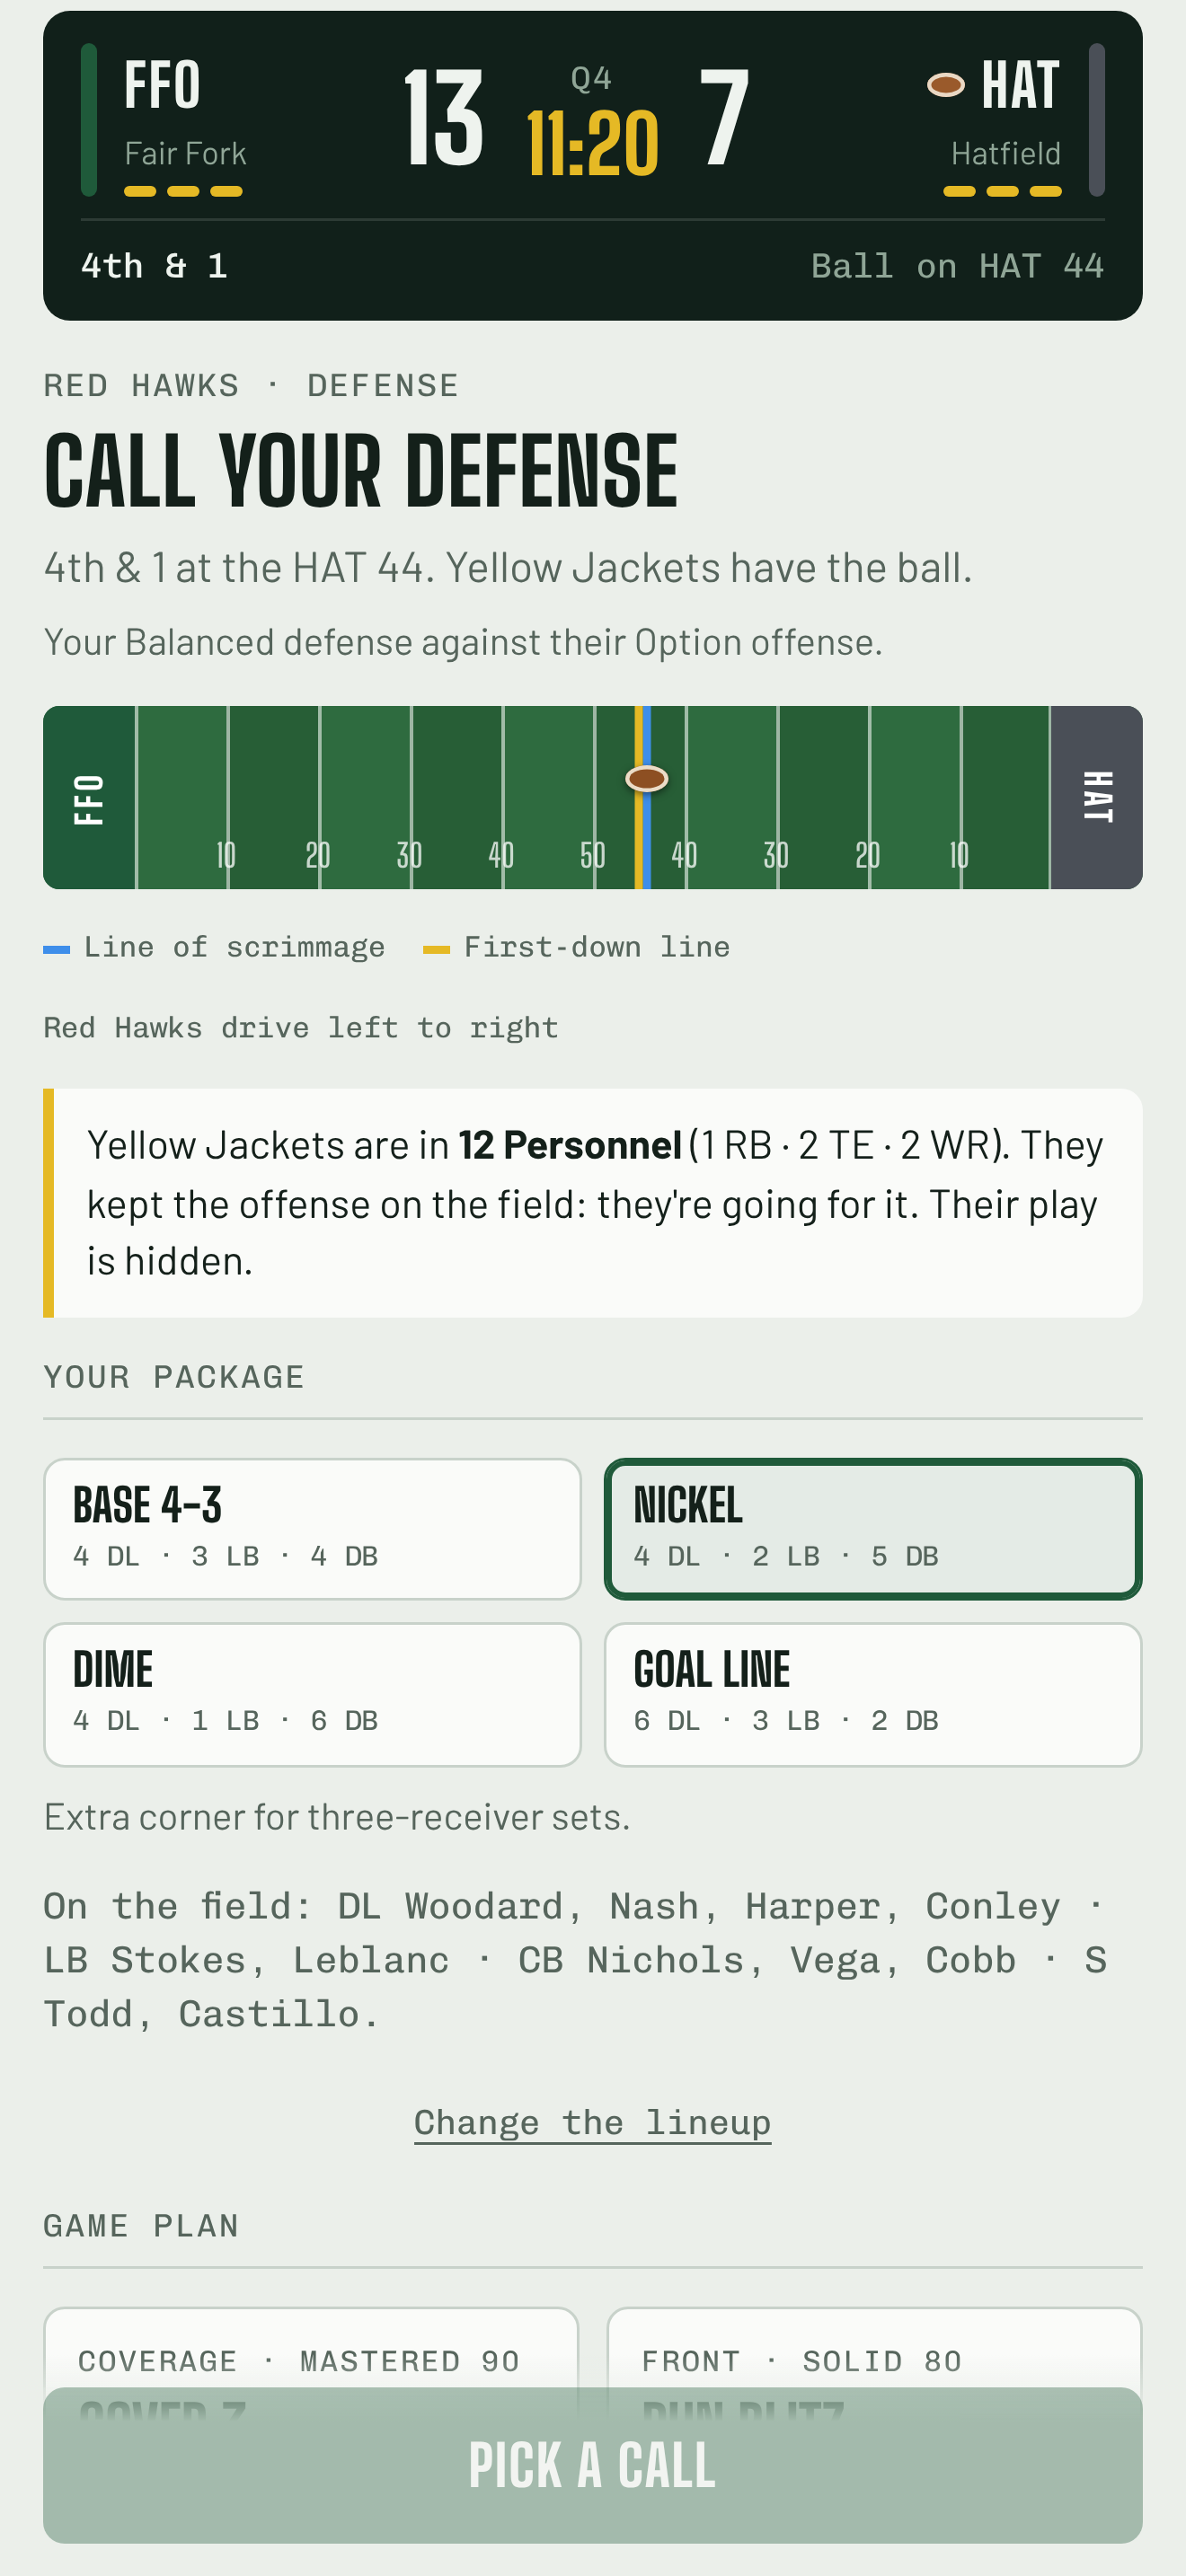 FFO
Fair Fork
13
Q4
11:20
7
HAT
Hatfield
4th & 1
Ball on HAT 44
RED HAWKS · DEFENSE
CALL YOUR DEFENSE
4th & 1 at the HAT 44. Yellow Jackets have the ball.
Your Balanced defense against their Option offense.
FFO
10 20 30 40 50 40 30 20 10
HAT
Line of scrimmage
First-down line
Red Hawks drive left to right
Yellow Jackets are in 12 Personnel (1 RB · 2 TE · 2 WR). They
kept the offense on the field: they're going for it. Their play
is hidden.
YOUR PACKAGE
BASE 4-3
4 DL · 3 LB · 4 DB
NICKEL
4 DL · 2 LB · 5 DB
DIME
4 DL · 1 LB · 6 DB
GOAL LINE
6 DL · 3 LB · 2 DB
Extra corner for three-receiver sets.
On the field: DL Woodard, Nash, Harper, Conley ·
LB Stokes, Leblanc · CB Nichols, Vega, Cobb · S
Todd, Castillo.
Change the lineup
GAME PLAN
COVERAGE · MASTERED 90
COVER 3
FRONT · SOLID 80
RUN BLITZ
PICK A CALL